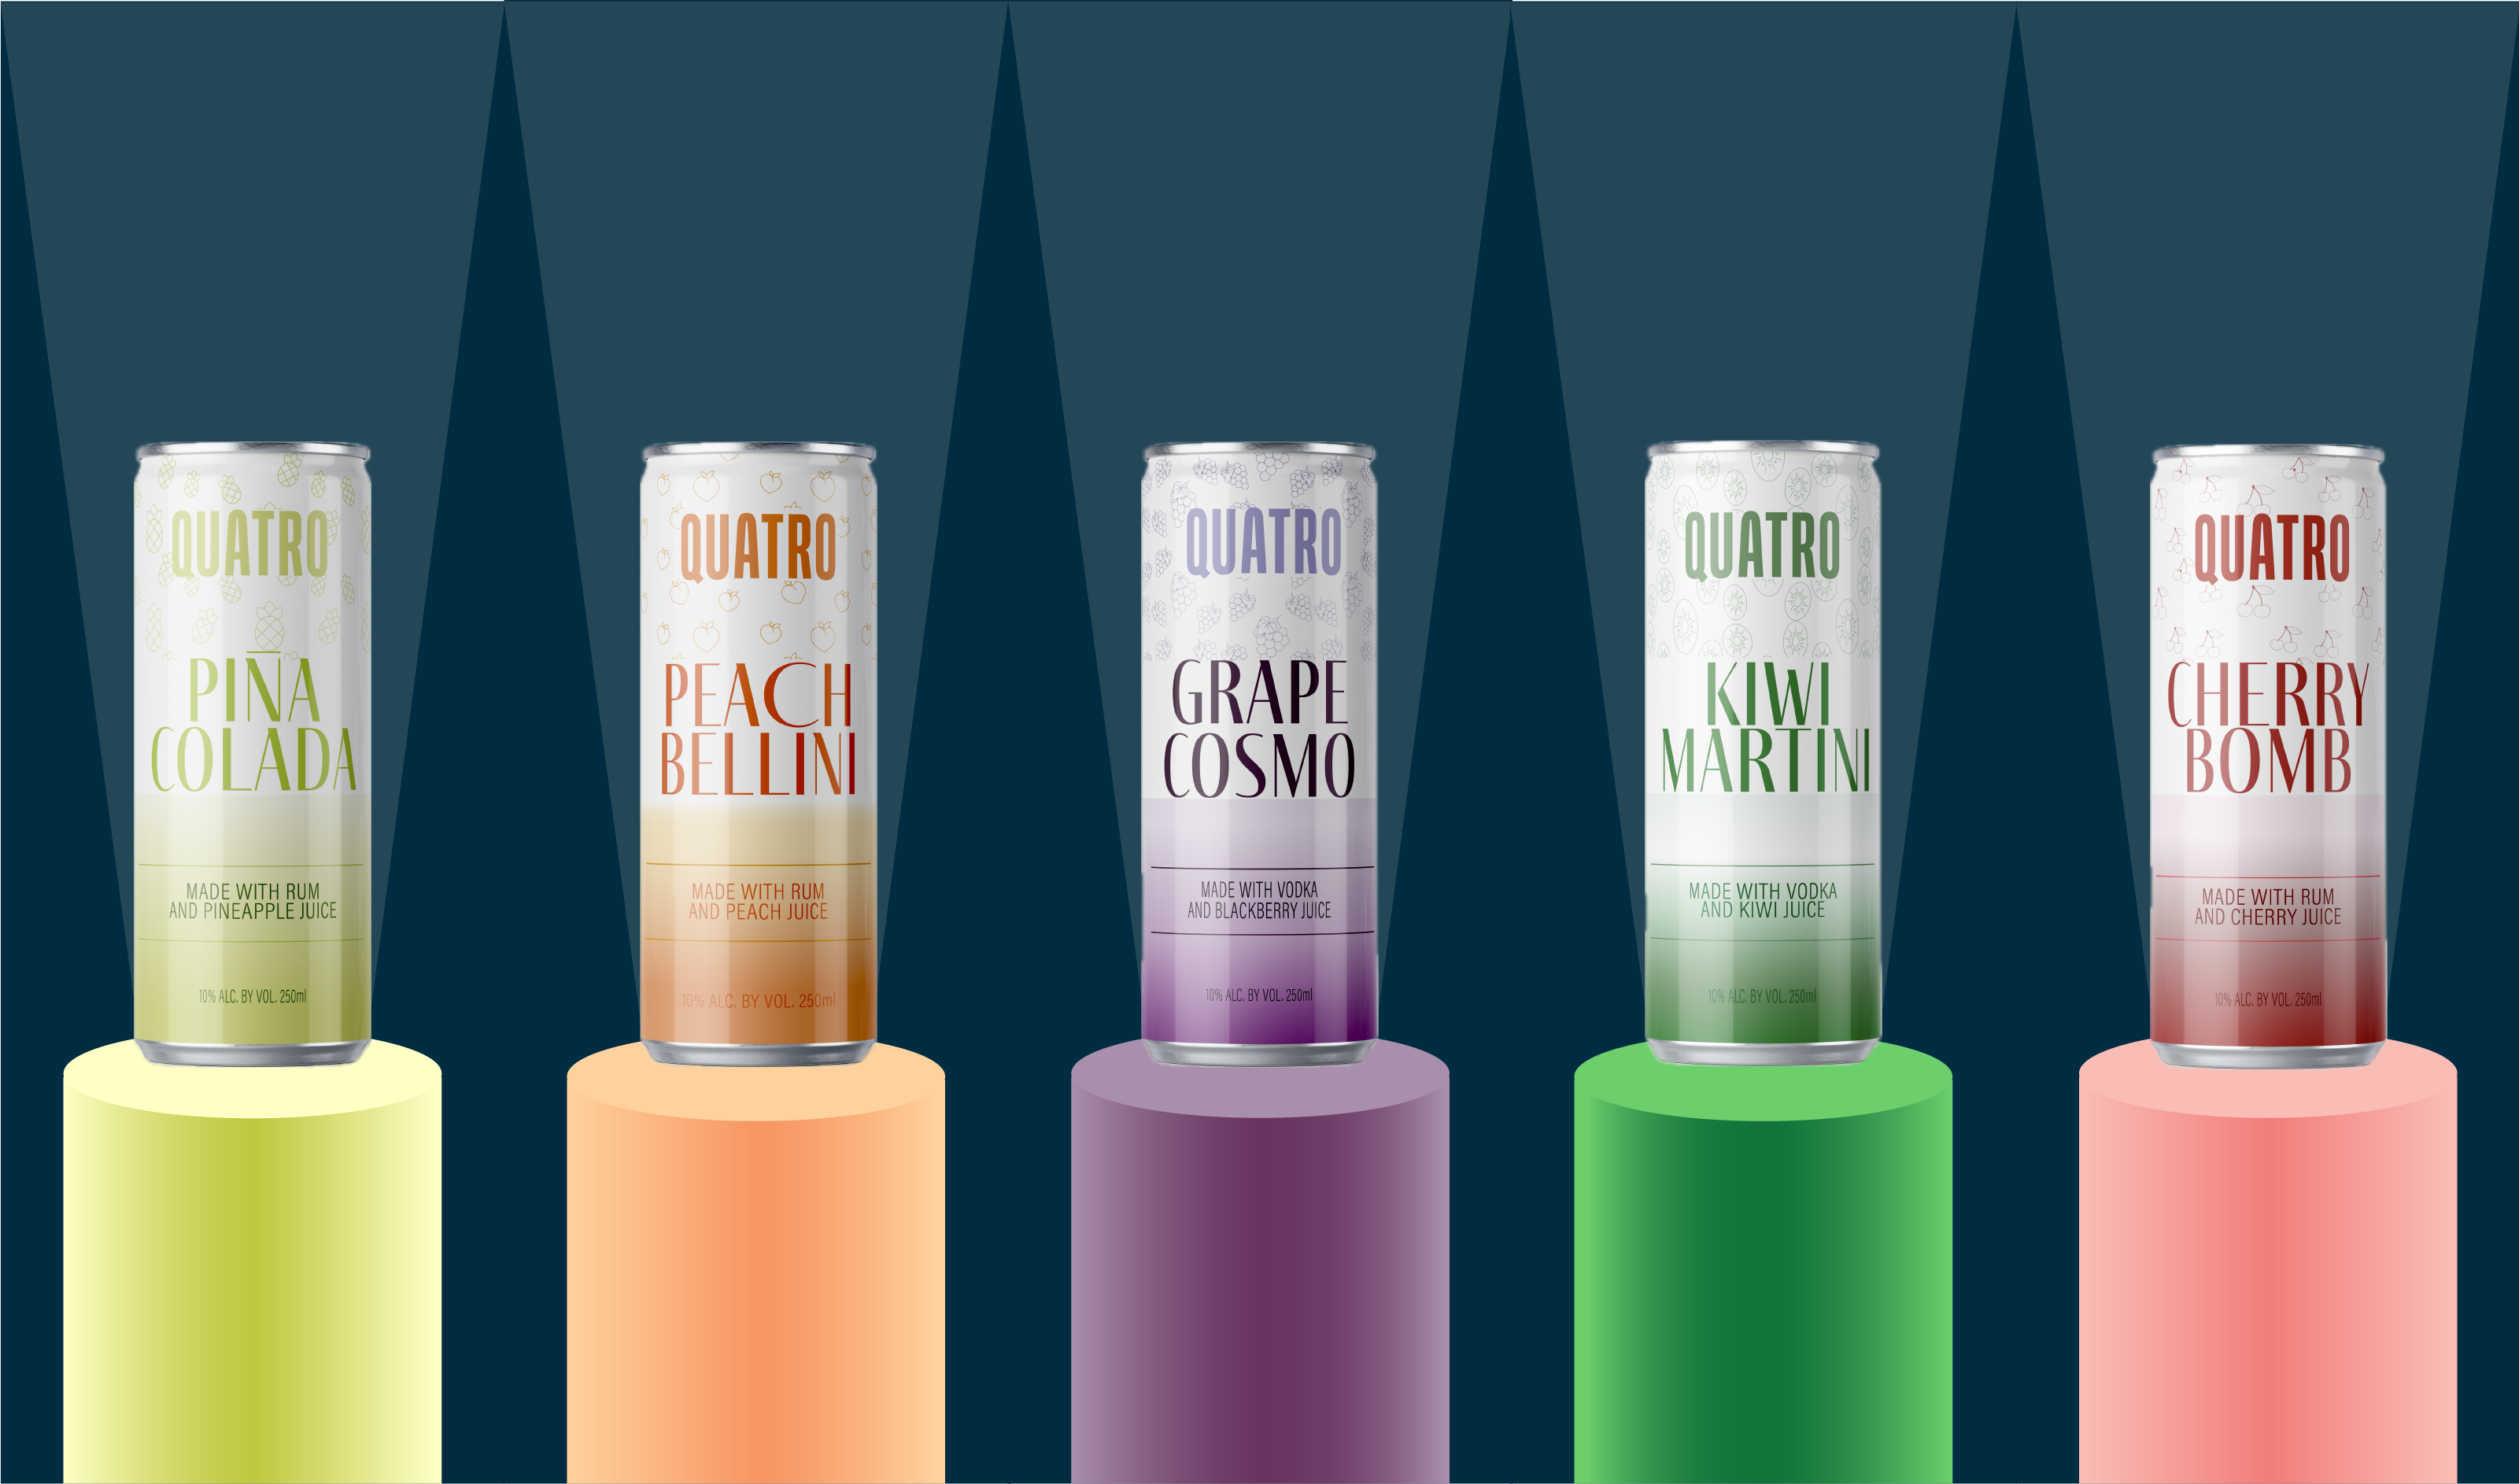 QUATRO
PIÑA
COLADA
MADE WITH RUM
AND PINEAPPLE JUICE
10% ALC. BY VOL. 250ml
QUATRO
PEACH
BELLINI
MADE WITH RUM
AND PEACH JUICE
10% ALC. BY VOL. 250ml
QUATRO
GRAPE
COSMO
MADE WITH VODKA
AND BLACKBERRY JUICE
10% ALC. BY VOL. 250ml
QUATRO
KIWI
MARTINI
MADE WITH VODKA
AND KIWI JUICE
10% ALC. BY VOL. 250ml
QUATRO
CHERRY
BOMB
MADE WITH RUM
AND CHERRY JUICE
10% ALC. BY VOL. 250ml